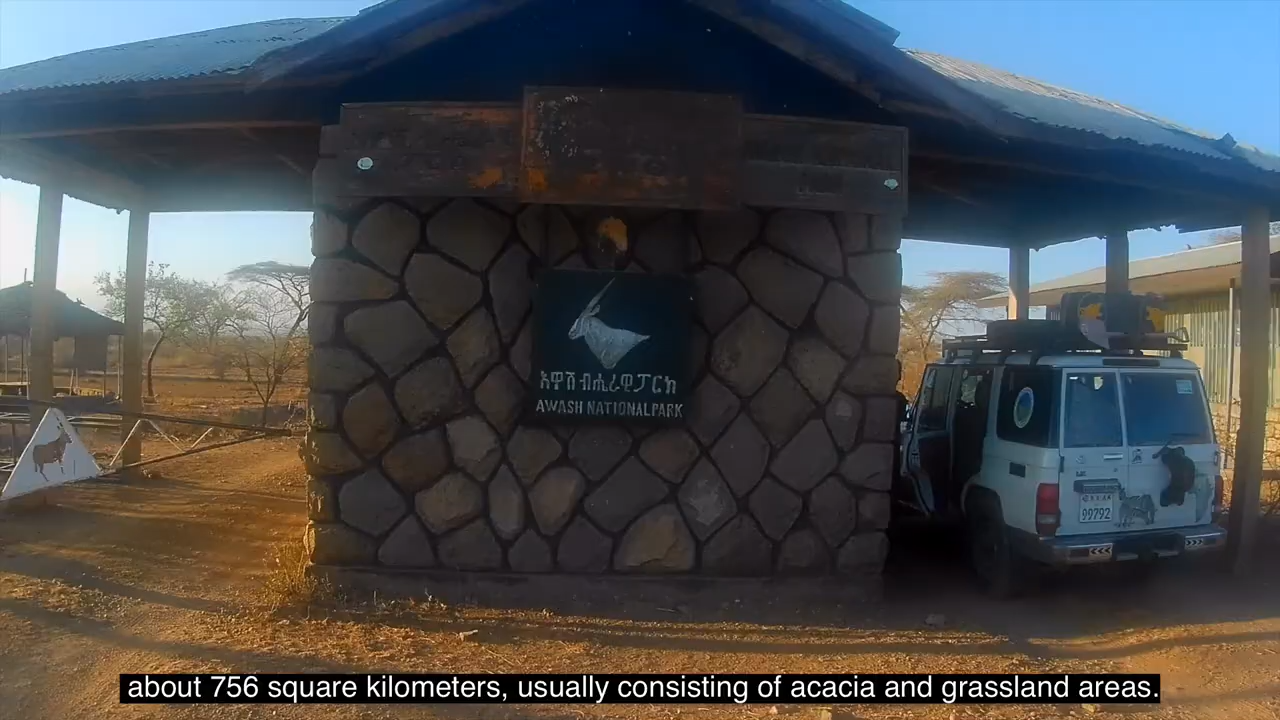 አዋሽ ብሔራዊ ፓርክ
AWASH NATIONAL PARK
99792
about 756 square kilometers, usually consisting of acacia and grassland areas.